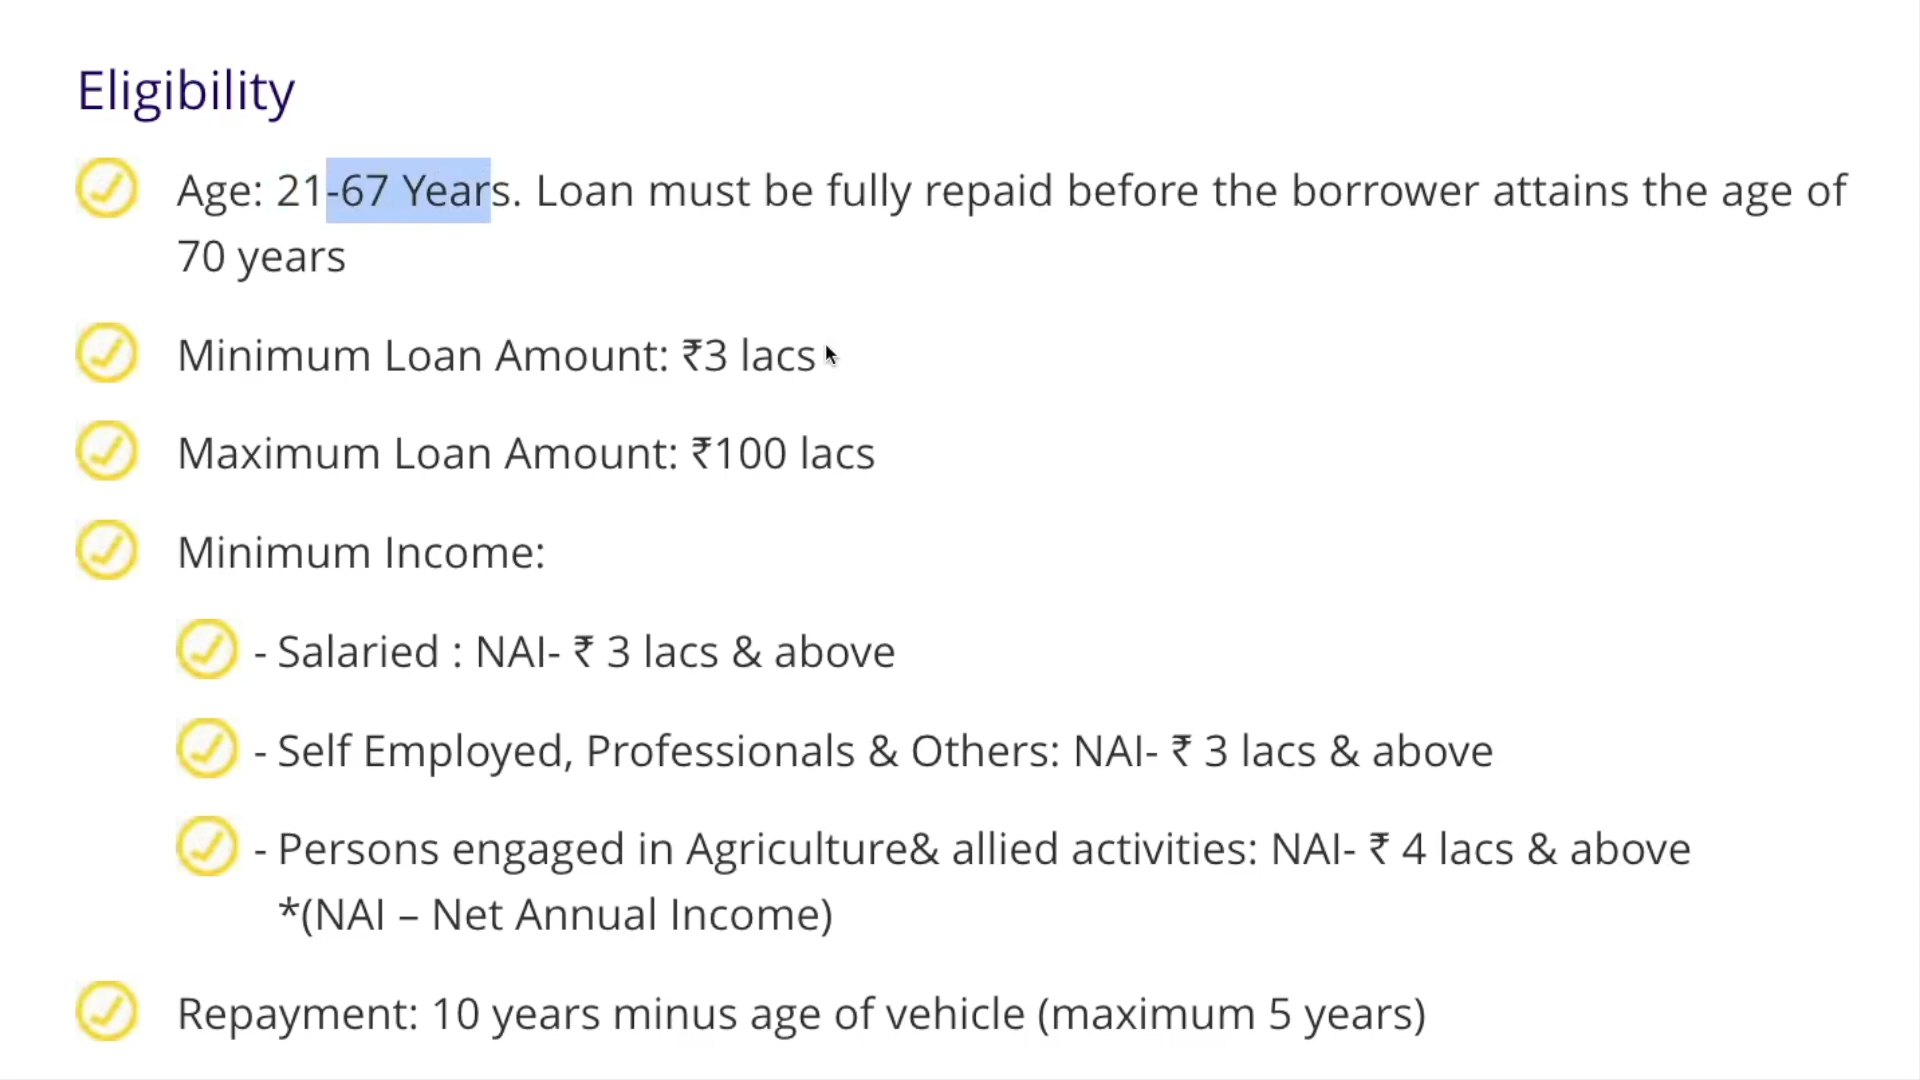 Eligibility
Age: 21-67 Years. Loan must be fully repaid before the borrower attains the age of
70 years
Minimum Loan Amount: ₹3 lacs
Maximum Loan Amount: ₹100 lacs
Minimum Income:
- Salaried : NAI- ₹ 3 lacs & above
- Self Employed, Professionals & Others: NAI- ₹ 3 lacs & above
- Persons engaged in Agriculture& allied activities: NAI- ₹ 4 lacs & above
*(NAI – Net Annual Income)
Repayment: 10 years minus age of vehicle (maximum 5 years)